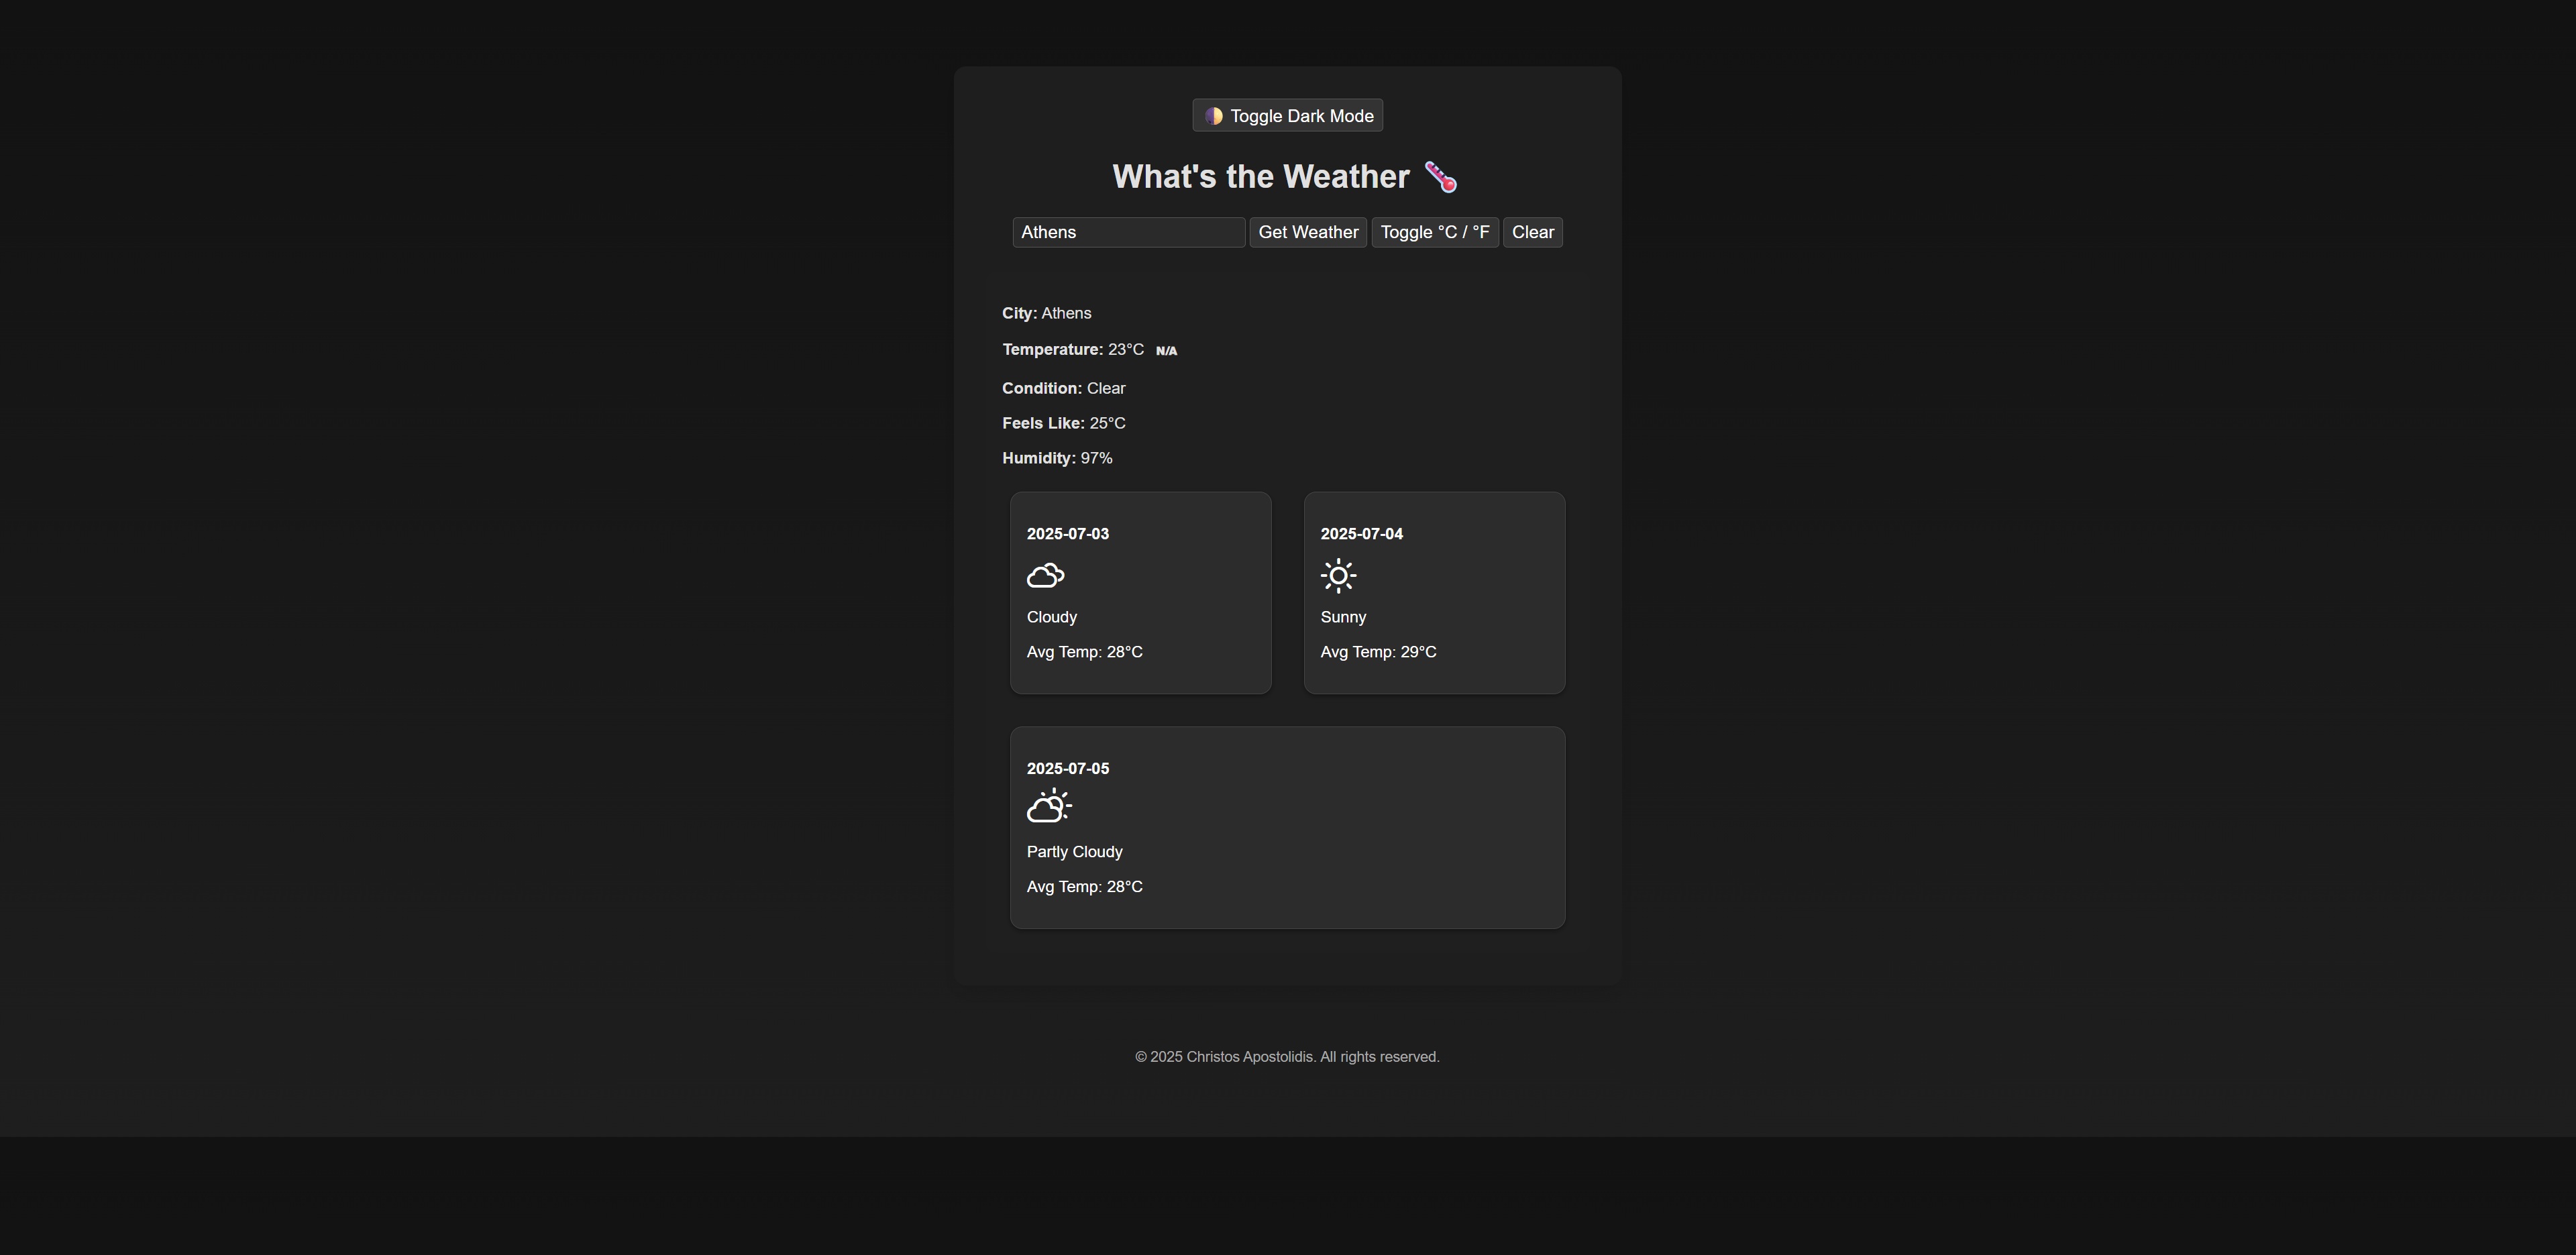 Toggle Dark Mode
What's the Weather
Athens Get Weather Toggle °C / °F Clear
City: Athens
Temperature: 23°C N/A
Condition: Clear
Feels Like: 25°C
Humidity: 97%
2025-07-03
Cloudy
Avg Temp: 28°C
2025-07-04
Sunny
Avg Temp: 29°C
2025-07-05
Partly Cloudy
Avg Temp: 28°C
© 2025 Christos Apostolidis. All rights reserved.